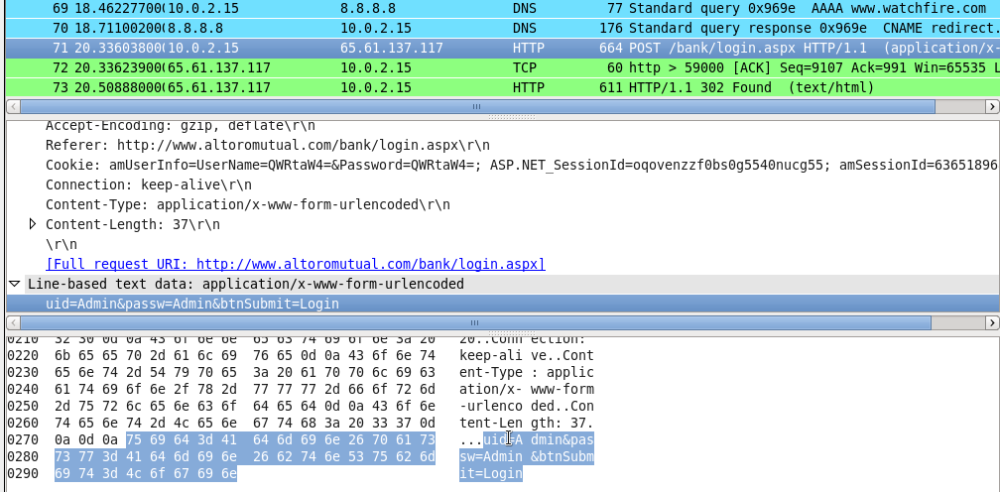 69 18.462277000 10.0.2.15 8.8.8.8 DNS 77 Standard query 0x969e AAAA www.watchfire.com
70 18.711002000 8.8.8.8 10.0.2.15 DNS 176 Standard query response 0x969e CNAME redirect.
71 20.336038000 10.0.2.15 65.61.137.117 HTTP 664 POST /bank/login.aspx HTTP/1.1 (application/x-
72 20.336239000 65.61.137.117 10.0.2.15 TCP 60 http > 59000 [ACK] Seq=9107 Ack=991 Win=65535 L
73 20.508880000 65.61.137.117 10.0.2.15 HTTP 611 HTTP/1.1 302 Found (text/html)
Accept-Encoding: gzip, deflate\r\n
Referer: http://www.altoromutual.com/bank/login.aspx\r\n
Cookie: amUserInfo=UserName=QWRtaW4=&Password=QWRtaW4=; ASP.NET_SessionId=oqovenzzf0bs0g5540nucg55; amSessionId=63651896
Connection: keep-alive\r\n
Content-Type: application/x-www-form-urlencoded\r\n
Content-Length: 37\r\n
\r\n
[Full request URI: http://www.altoromutual.com/bank/login.aspx]
Line-based text data: application/x-www-form-urlencoded
uid=Admin&passw=Admin&btnSubmit=Login
0210 32 30 0d 0a 43 6f 6e 6e 65 63 74 69 6f 6e 3a 20 20..Conn ection:
0220 6b 65 65 70 2d 61 6c 69 76 65 0d 0a 43 6f 6e 74 keep-ali ve..Cont
0230 65 6e 74 2d 54 79 70 65 3a 20 61 70 70 6c 69 63 ent-Type : applic
0240 61 74 69 6f 6e 2f 78 2d 77 77 77 2d 66 6f 72 6d ation/x- www-form
0250 2d 75 72 6c 65 6e 63 6f 64 65 64 0d 0a 43 6f 6e -urlenco ded..Con
0260 74 65 6e 74 2d 4c 65 6e 67 74 68 3a 20 33 37 0d tent-Len gth: 37.
0270 0a 0d 0a 75 69 64 3d 41 64 6d 69 6e 26 70 61 73 ...uid=A dmin&pas
0280 73 77 3d 41 64 6d 69 6e 26 62 74 6e 53 75 62 6d sw=Admin &btnSubm
0290 69 74 3d 4c 6f 67 69 6e it=Login